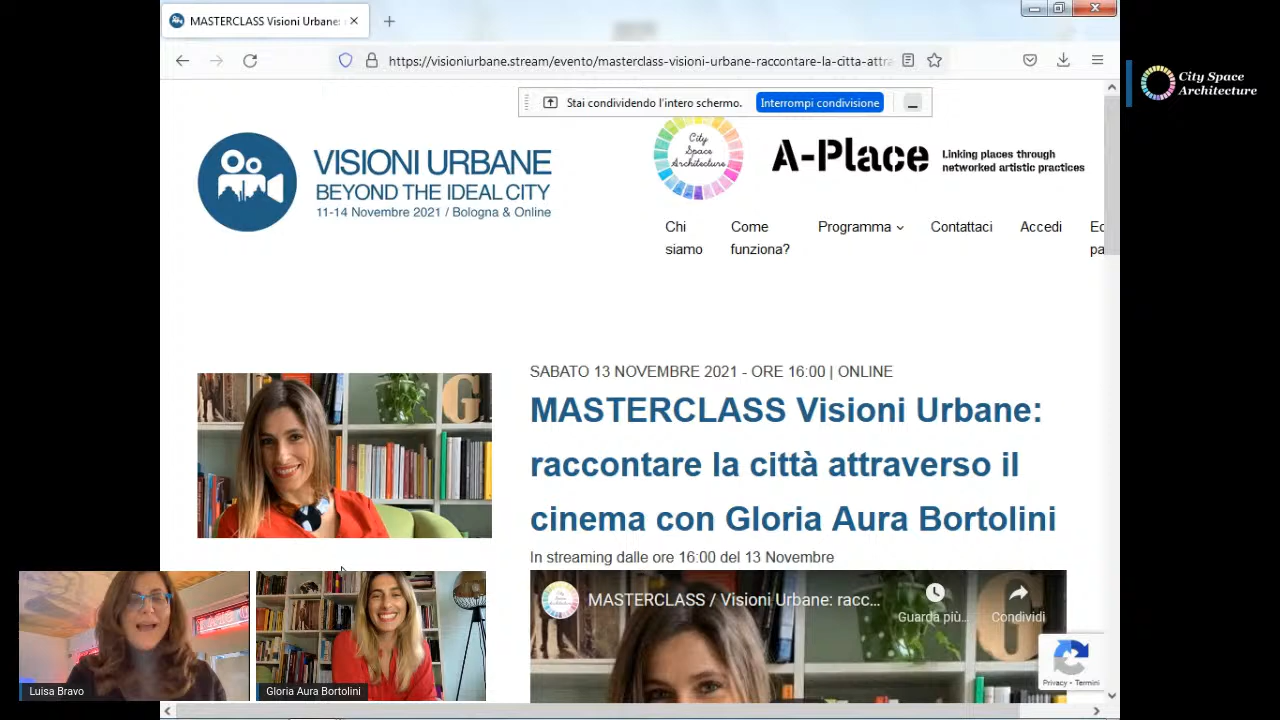 MASTERCLASS Visioni Urbane:
https://visioniurbane.stream/evento/masterclass-visioni-urbane-raccontare-la-citta-attra
Stai condividendo l'intero schermo.
Interrompi condivisione
City Space
Architecture
VISIONI URBANE
BEYOND THE IDEAL CITY
11-14 Novembre 2021 / Bologna & Online
City
Space
Architecture
A-Place
Linking places through
networked artistic practices
Chi
siamo
Come
funziona?
Programma
Contattaci
Accedi
Ed
pa
G
SABATO 13 NOVEMBRE 2021 - ORE 16:00 | ONLINE
MASTERCLASS Visioni Urbane:
raccontare la città attraverso il
cinema con Gloria Aura Bortolini
In streaming dalle ore 16:00 del 13 Novembre
MASTERCLASS / Visioni Urbane: racc...
Guarda più...
Condividi
Privacy - Termini
Luisa Bravo
Gloria Aura Bortolini